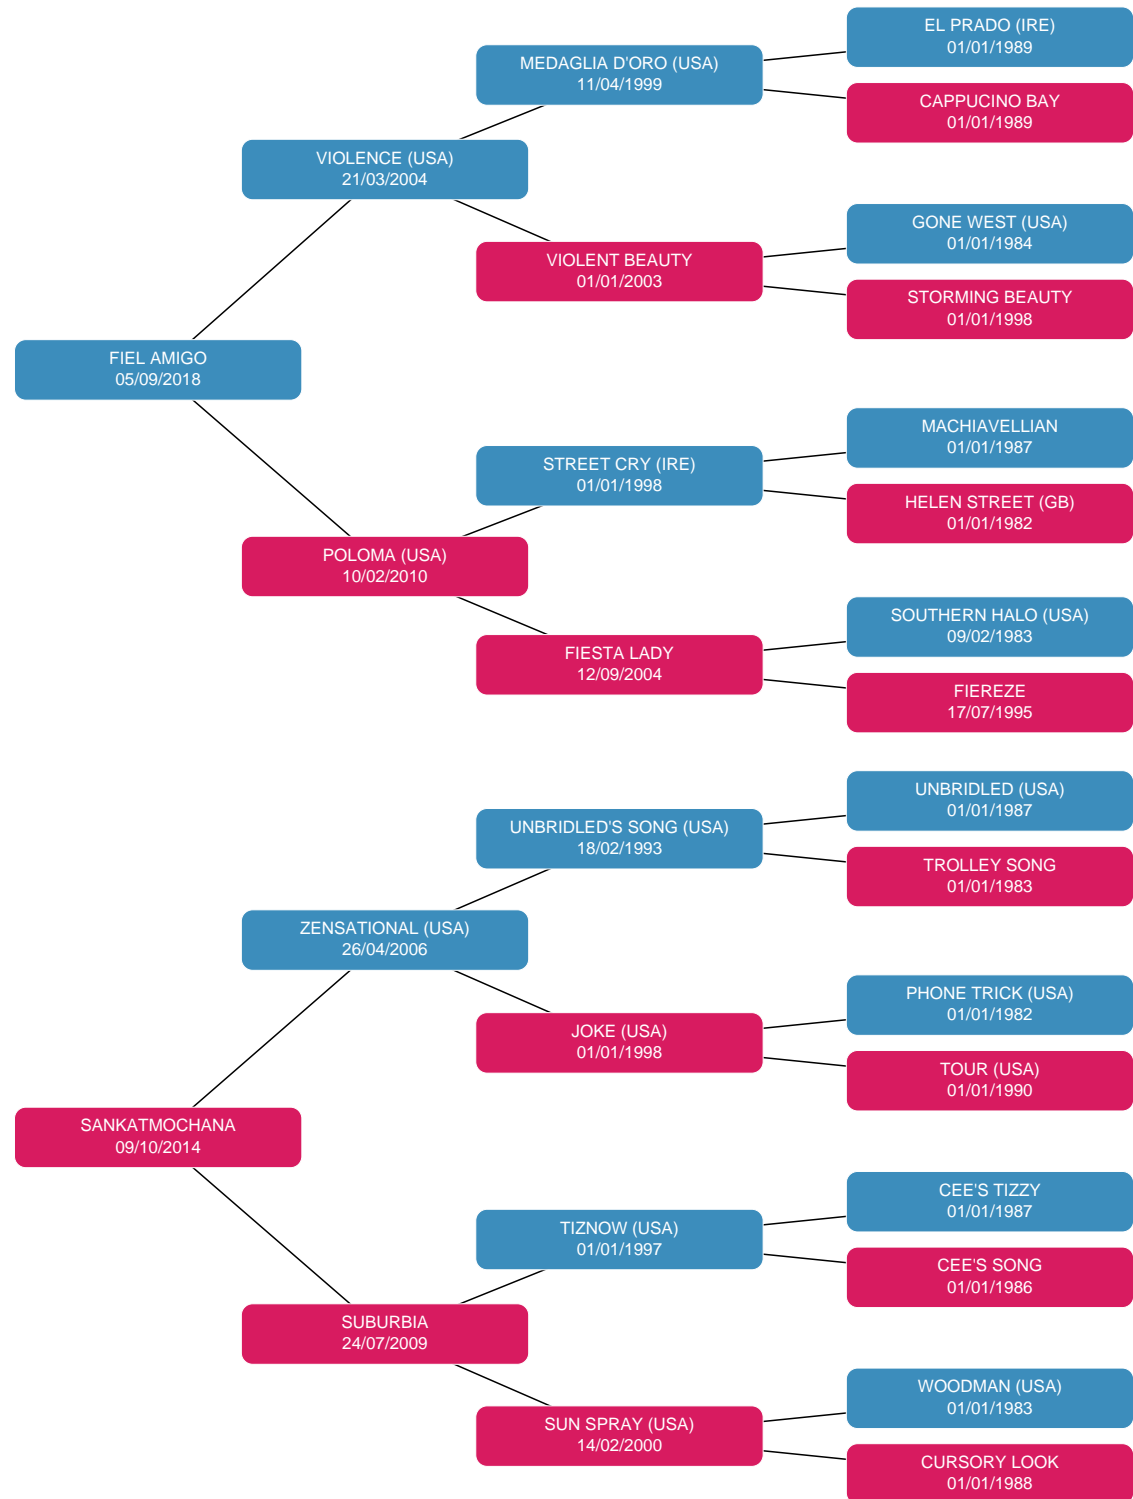 EL PRADO (IRE)
01/01/1989
MEDAGLIA D'ORO (USA)
11/04/1999
CAPPUCINO BAY
01/01/1989
VIOLENCE (USA)
21/03/2004
GONE WEST (USA)
01/01/1984
VIOLENT BEAUTY
01/01/2003
STORMING BEAUTY
01/01/1998
FIEL AMIGO
05/09/2018
MACHIAVELLIAN
01/01/1987
STREET CRY (IRE)
01/01/1998
HELEN STREET (GB)
01/01/1982
POLOMA (USA)
10/02/2010
SOUTHERN HALO (USA)
09/02/1983
FIESTA LADY
12/09/2004
FIEREZE
17/07/1995
UNBRIDLED (USA)
01/01/1987
UNBRIDLED'S SONG (USA)
18/02/1993
TROLLEY SONG
01/01/1983
ZENSATIONAL (USA)
26/04/2006
PHONE TRICK (USA)
01/01/1982
JOKE (USA)
01/01/1998
TOUR (USA)
01/01/1990
SANKATMOCHANA
09/10/2014
CEE'S TIZZY
01/01/1987
TIZNOW (USA)
01/01/1997
CEE'S SONG
01/01/1986
SUBURBIA
24/07/2009
WOODMAN (USA)
01/01/1983
SUN SPRAY (USA)
14/02/2000
CURSORY LOOK
01/01/1988